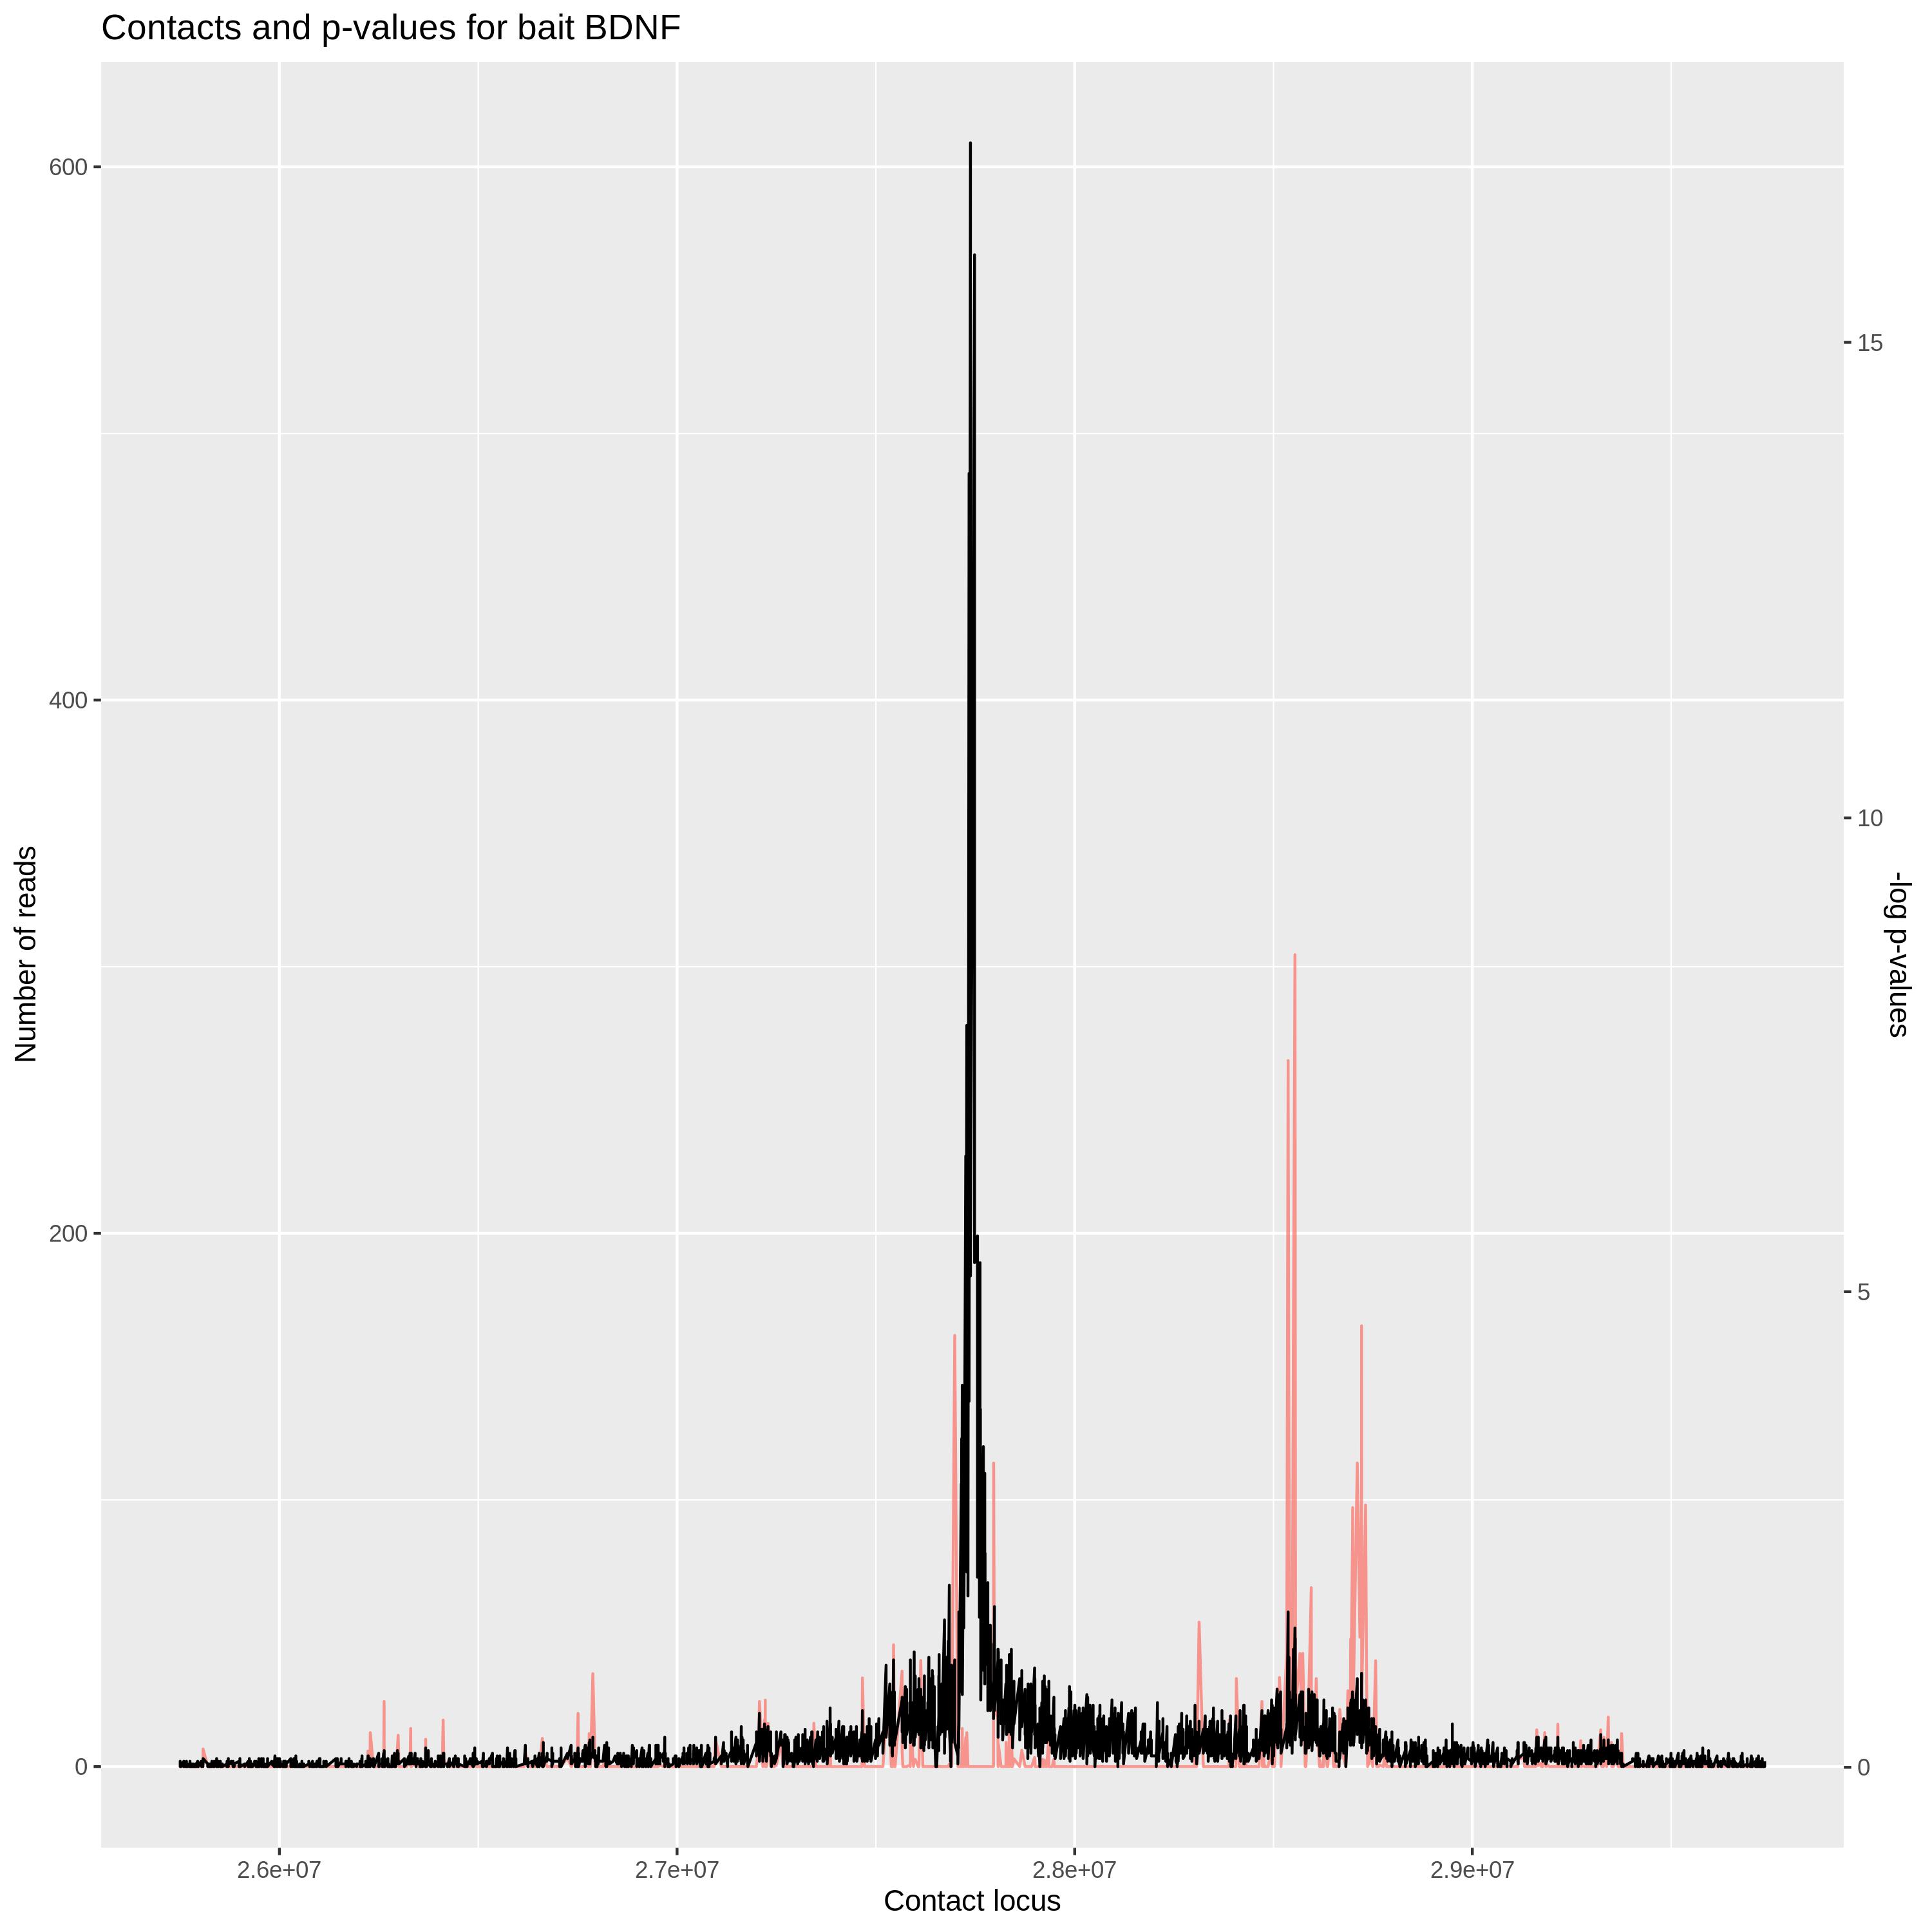 Contacts and p-values for bait BDNF
600
400
200
0
Number of reads
15
10
5
0
-log p-values
2.6e+07
2.7e+07
2.8e+07
2.9e+07
Contact locus